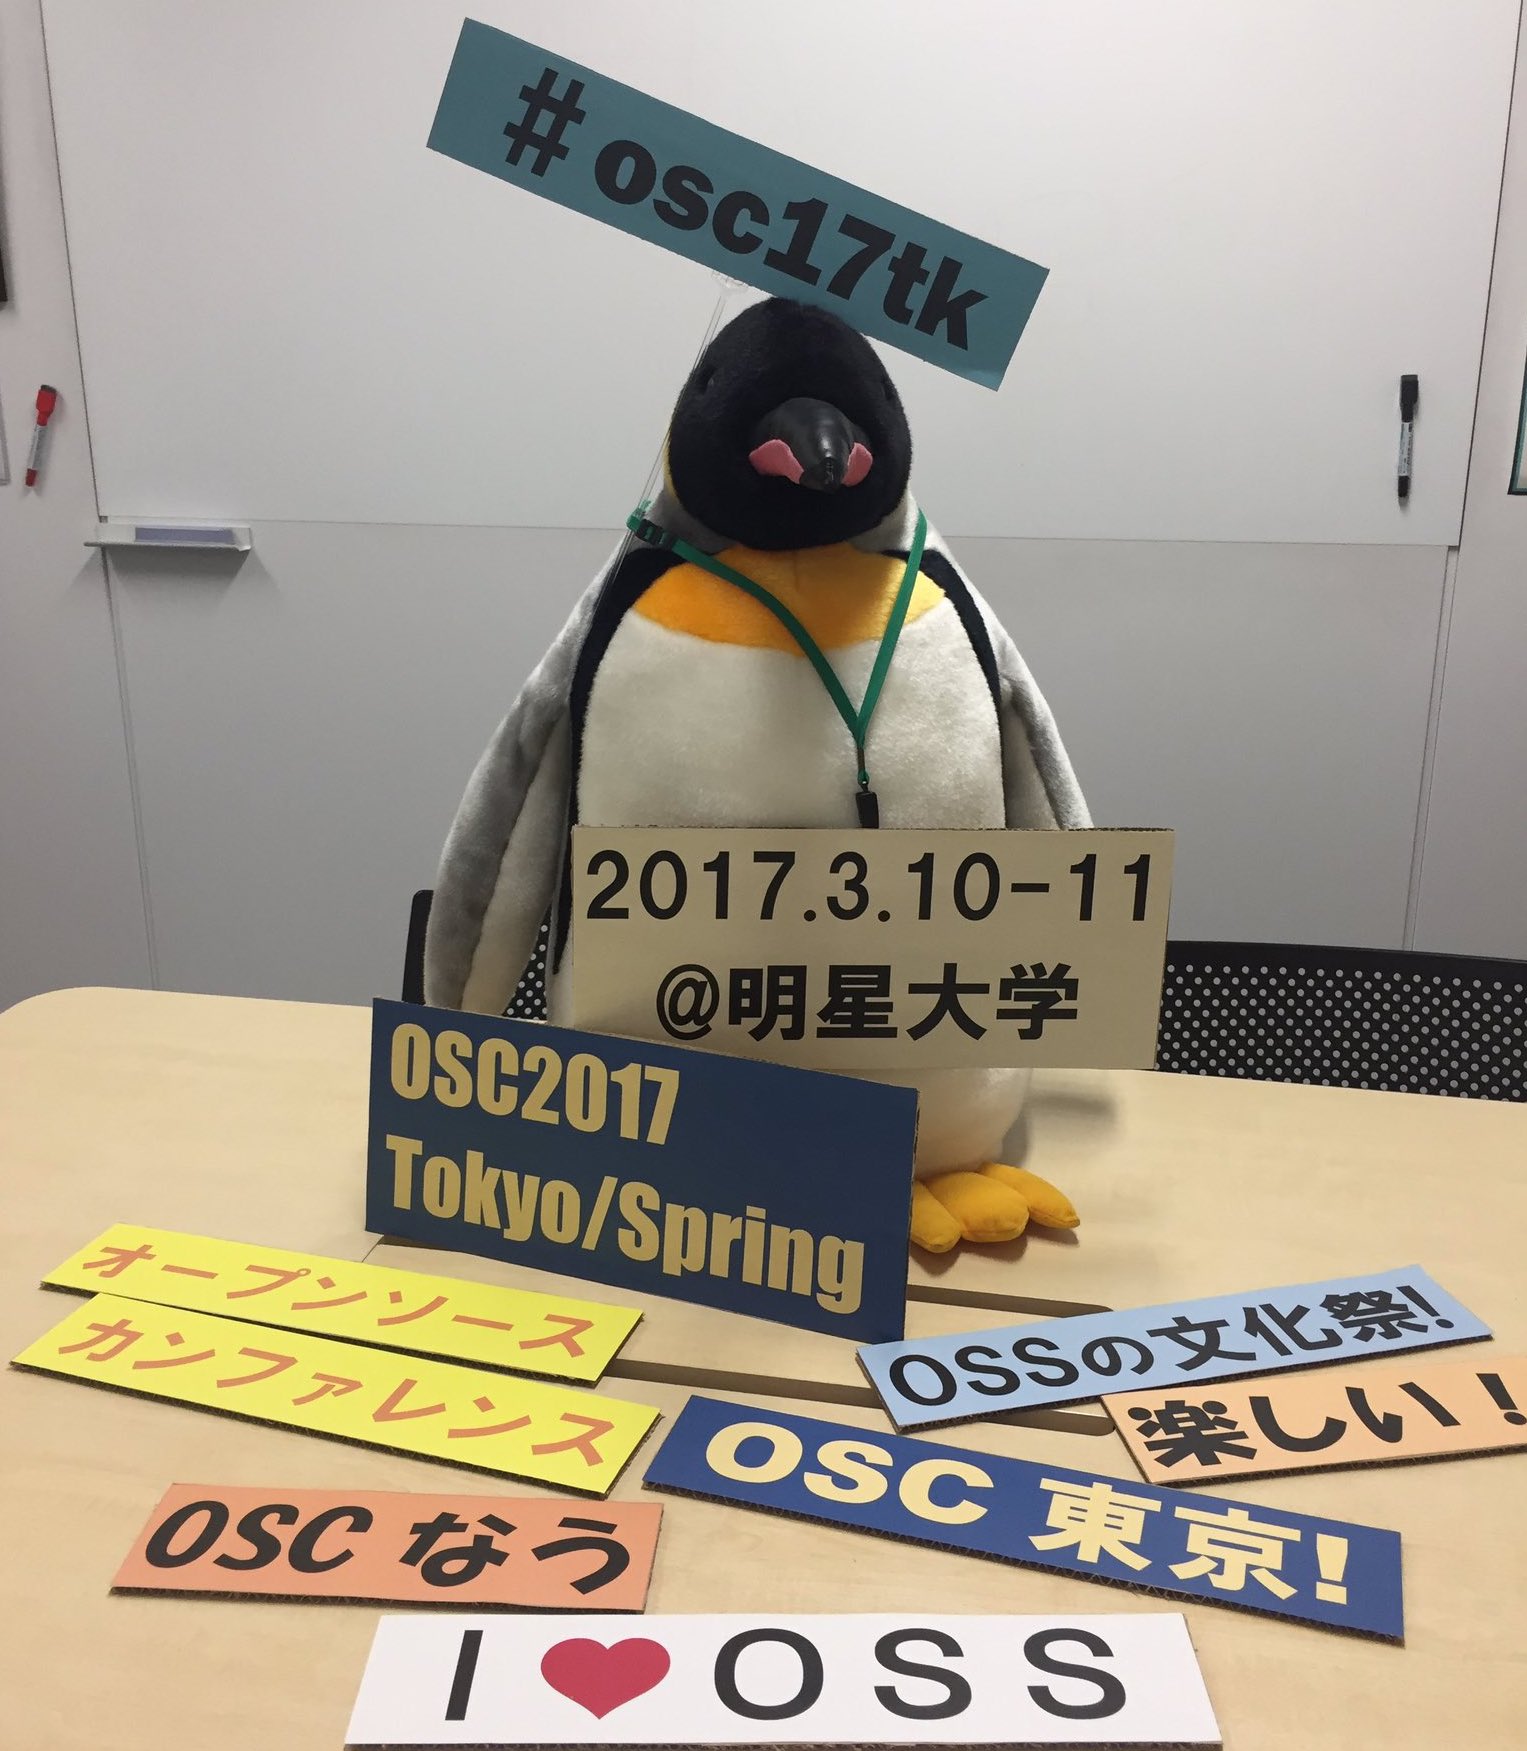 # osc17tk
2017.3.10-11
@明星大学
OSC2017
Tokyo/Spring
オープンソース
カンファレンス
OSSの文化祭!
楽しい！
OSC 東京!
OSC なう
I ❤ OSS